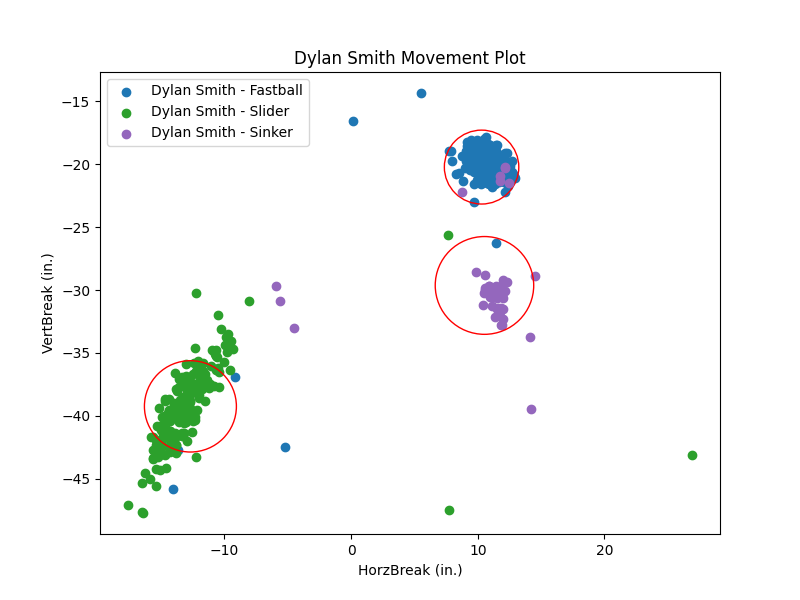 Dylan Smith Movement Plot
Dylan Smith - Fastball
Dylan Smith - Slider
Dylan Smith - Sinker
VertBreak (in.)
−15
−20
−25
−30
−35
−40
−45
−10 0 10 20
HorzBreak (in.)